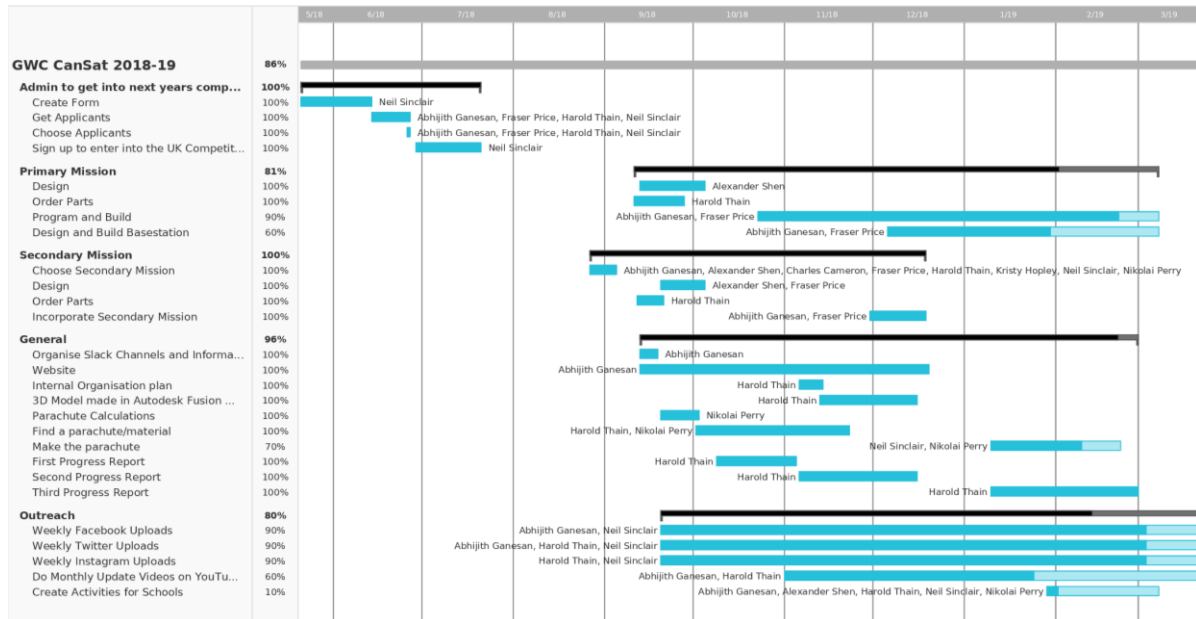 5/18 6/18 7/18 8/18 9/18 10/18 11/18 12/18 1/19 2/19 3/19
GWC CanSat 2018-19 86%
Admin to get into next years comp... 100%
Create Form 100% Neil Sinclair
Get Applicants 100% Abhijith Ganesan, Fraser Price, Harold Thain, Neil Sinclair
Choose Applicants 100% Abhijith Ganesan, Fraser Price, Harold Thain, Neil Sinclair
Sign up to enter into the UK Competit... 100% Neil Sinclair
Primary Mission 81%
Design 100% Alexander Shen
Order Parts 100% Harold Thain
Program and Build 90% Abhijith Ganesan, Fraser Price
Design and Build Basestation 60% Abhijith Ganesan, Fraser Price
Secondary Mission 100%
Choose Secondary Mission 100% Abhijith Ganesan, Alexander Shen, Charles Cameron, Fraser Price, Harold Thain, Kristy Hopley, Neil Sinclair, Nikolai Perry
Design 100% Alexander Shen, Fraser Price
Order Parts 100% Harold Thain
Incorporate Secondary Mission 100% Abhijith Ganesan, Fraser Price
General 96%
Organise Slack Channels and Informa... 100% Abhijith Ganesan
Website 100% Abhijith Ganesan
Internal Organisation plan 100% Harold Thain
3D Model made in Autodesk Fusion ... 100% Harold Thain
Parachute Calculations 100% Nikolai Perry
Find a parachute/material 100% Harold Thain, Nikolai Perry
Make the parachute 70% Neil Sinclair, Nikolai Perry
First Progress Report 100% Harold Thain
Second Progress Report 100% Harold Thain
Third Progress Report 100% Harold Thain
Outreach 80%
Weekly Facebook Uploads 90% Abhijith Ganesan, Neil Sinclair
Weekly Twitter Uploads 90% Abhijith Ganesan, Harold Thain, Neil Sinclair
Weekly Instagram Uploads 90% Harold Thain, Neil Sinclair
Do Monthly Update Videos on YouTu... 60% Abhijith Ganesan, Harold Thain
Create Activities for Schools 10% Abhijith Ganesan, Alexander Shen, Harold Thain, Neil Sinclair, Nikolai Perry